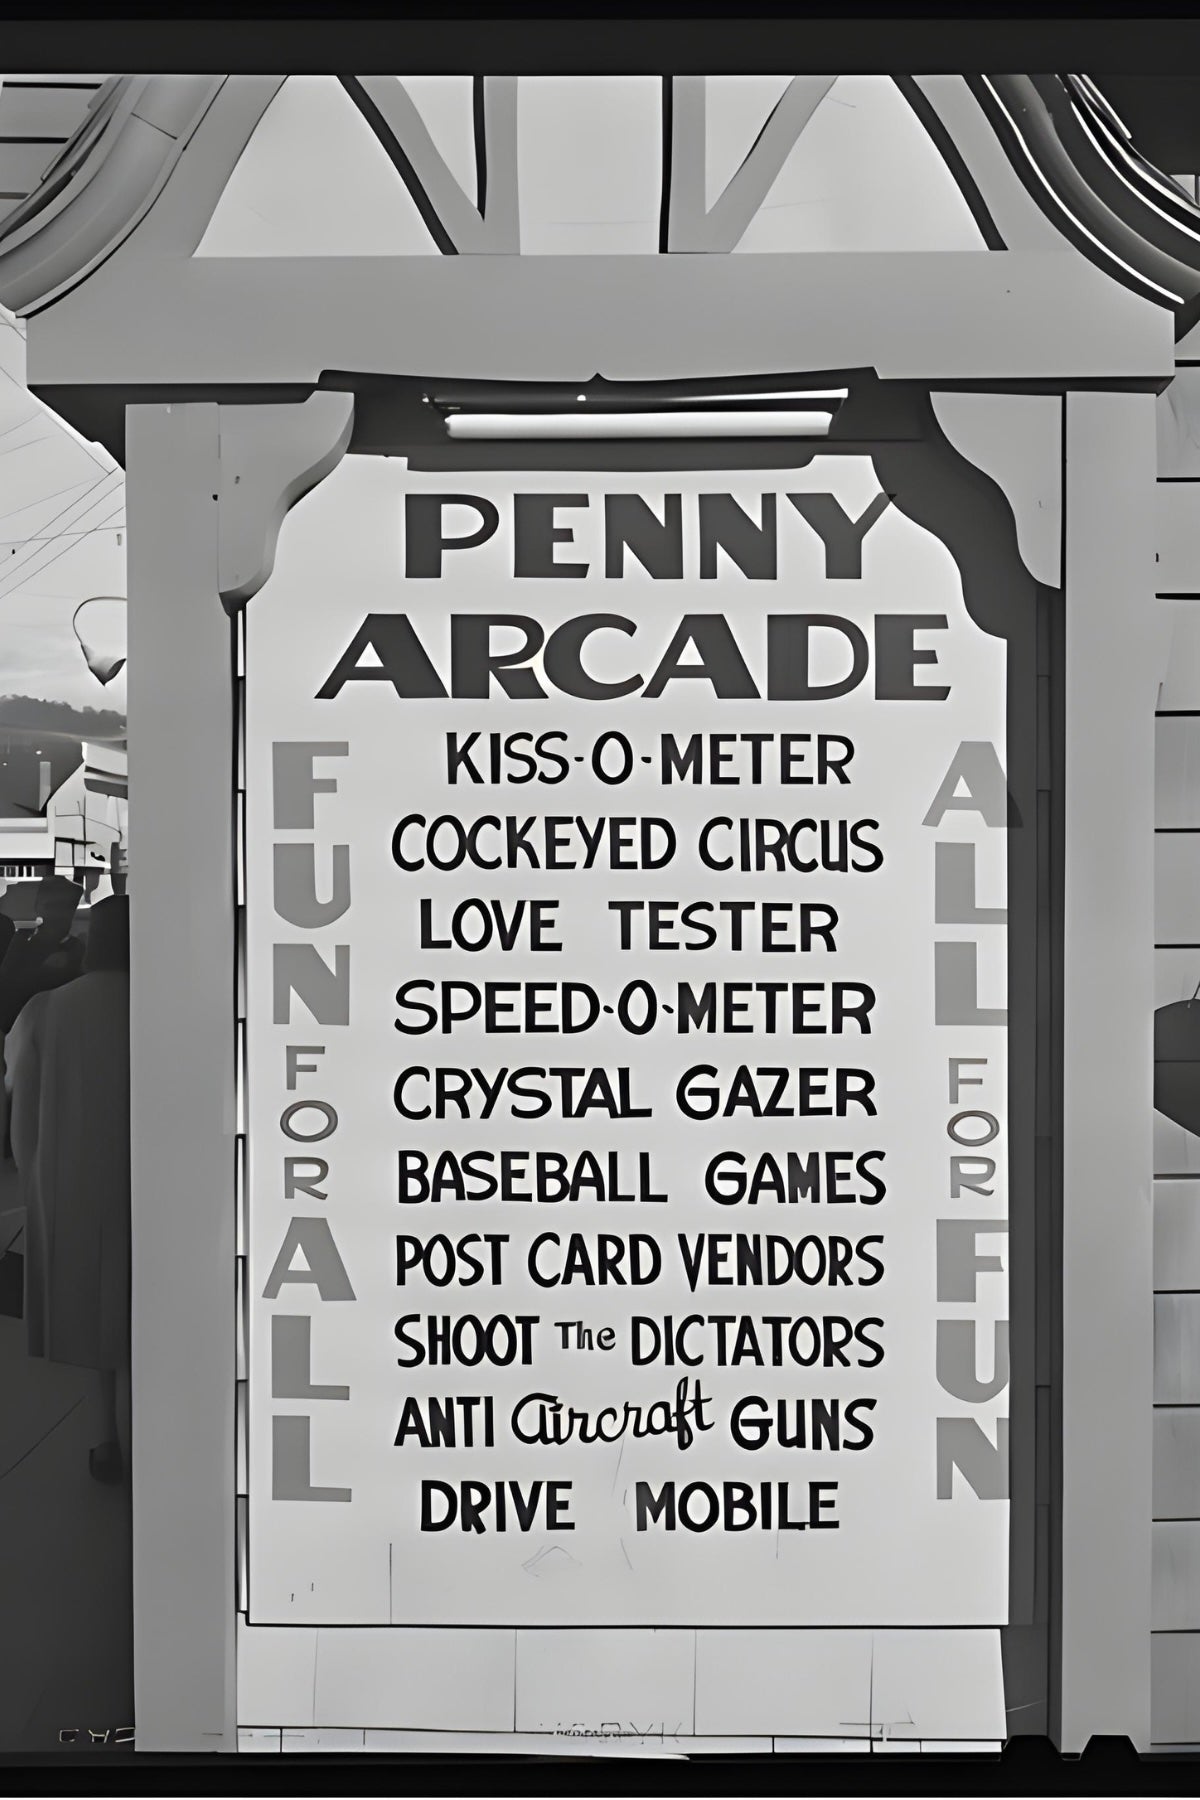 PENNY
ARCADE
KISS-O-METER
COCKEYED CIRCUS
LOVE TESTER
SPEED-O-METER
CRYSTAL GAZER
BASEBALL GAMES
POST CARD VENDORS
SHOOT The DICTATORS
ANTI Aircraft GUNS
DRIVE MOBILE
FUN FOR ALL
ALL FOR FUN